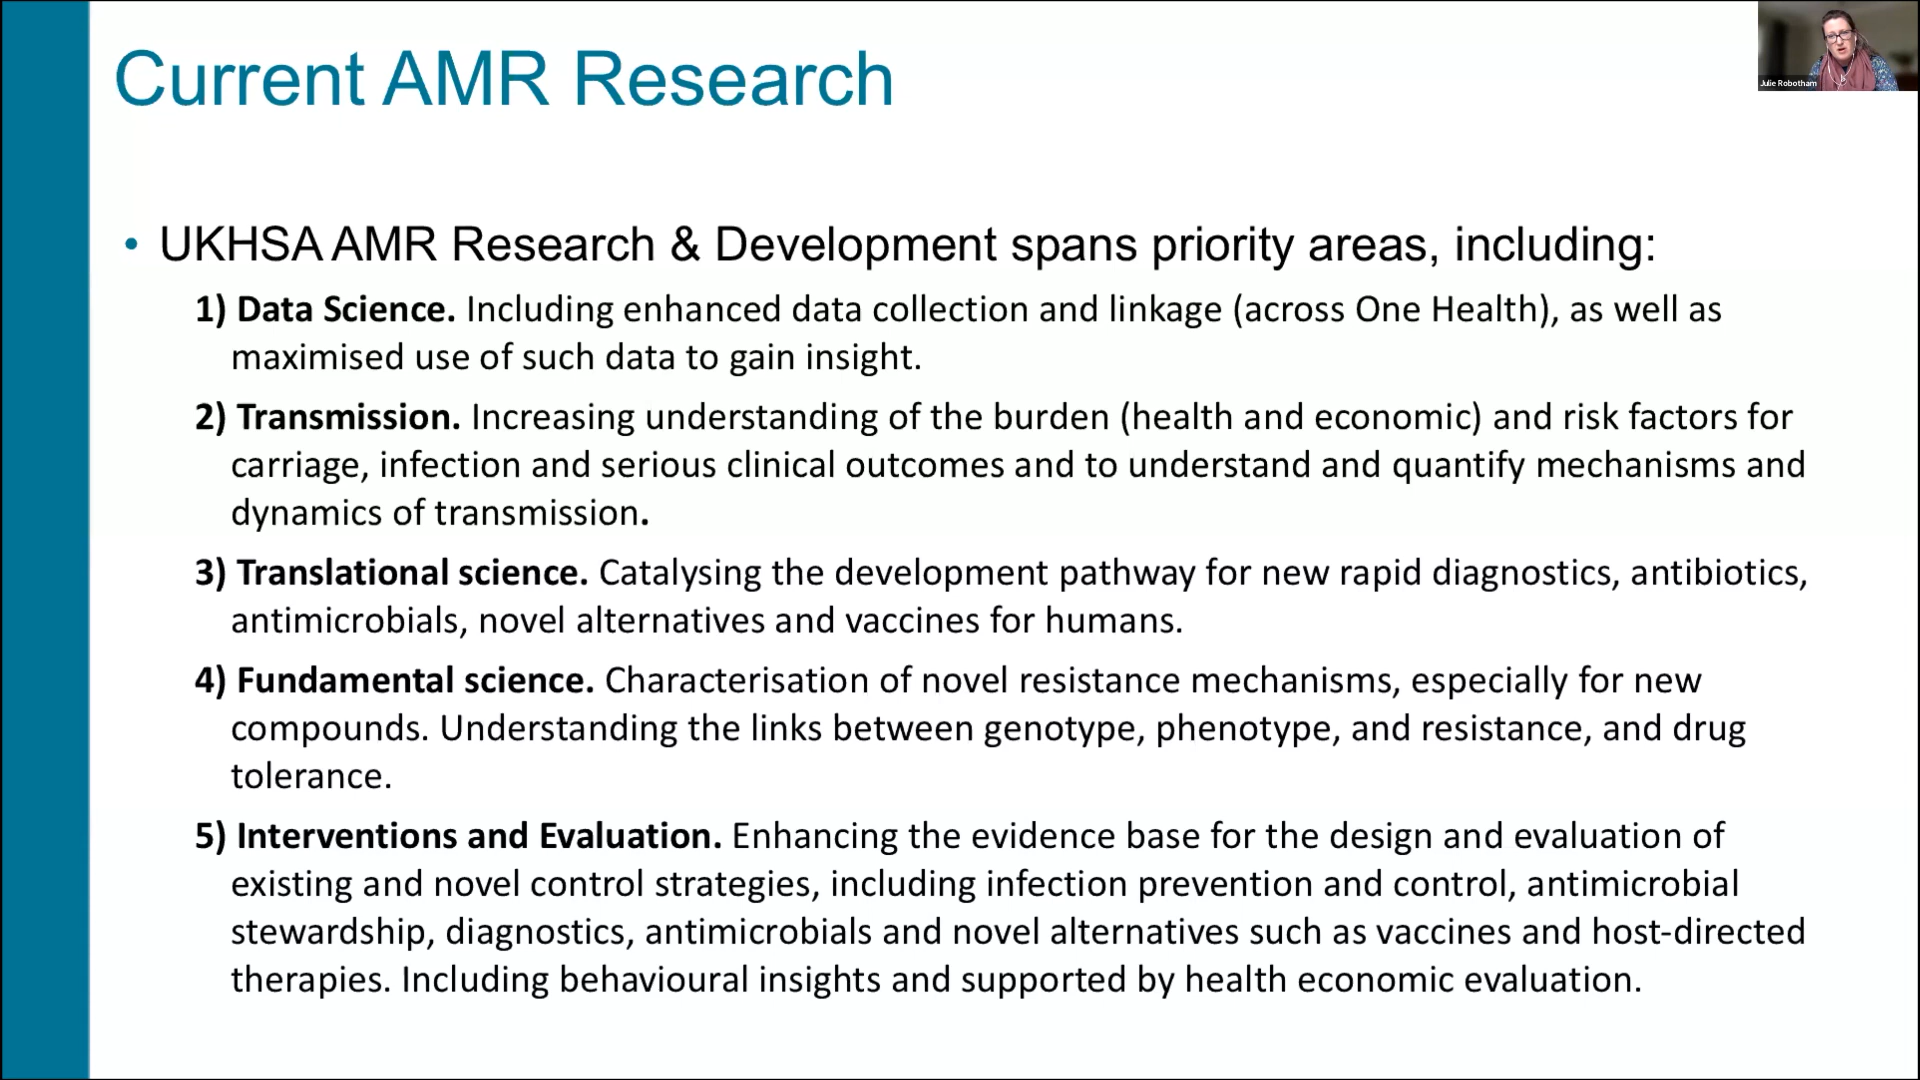 Current AMR Research
Julie Robotham
• UKHSA AMR Research & Development spans priority areas, including:
1) Data Science. Including enhanced data collection and linkage (across One Health), as well as
maximised use of such data to gain insight.
2) Transmission. Increasing understanding of the burden (health and economic) and risk factors for
carriage, infection and serious clinical outcomes and to understand and quantify mechanisms and
dynamics of transmission.
3) Translational science. Catalysing the development pathway for new rapid diagnostics, antibiotics,
antimicrobials, novel alternatives and vaccines for humans.
4) Fundamental science. Characterisation of novel resistance mechanisms, especially for new
compounds. Understanding the links between genotype, phenotype, and resistance, and drug
tolerance.
5) Interventions and Evaluation. Enhancing the evidence base for the design and evaluation of
existing and novel control strategies, including infection prevention and control, antimicrobial
stewardship, diagnostics, antimicrobials and novel alternatives such as vaccines and host-directed
therapies. Including behavioural insights and supported by health economic evaluation.